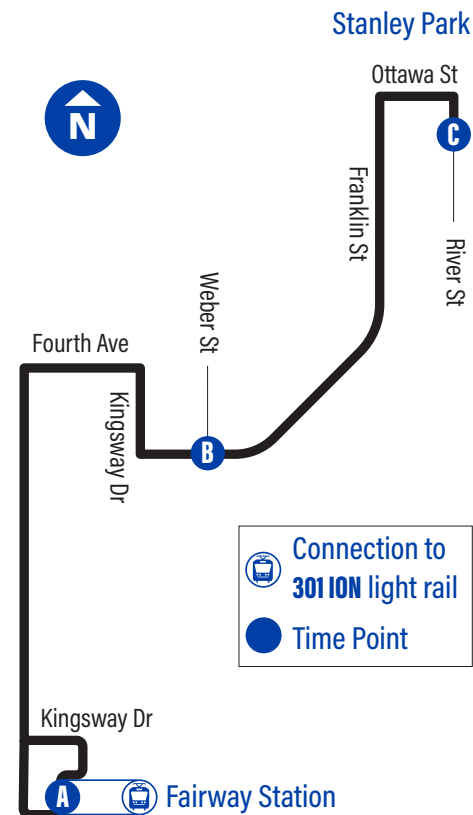 Stanley Park
Ottawa St
N
C
Franklin St
River St
Weber St
Fourth Ave
Kingsway Dr
B
Connection to
301 ION light rail
Time Point
Kingsway Dr
A
Fairway Station